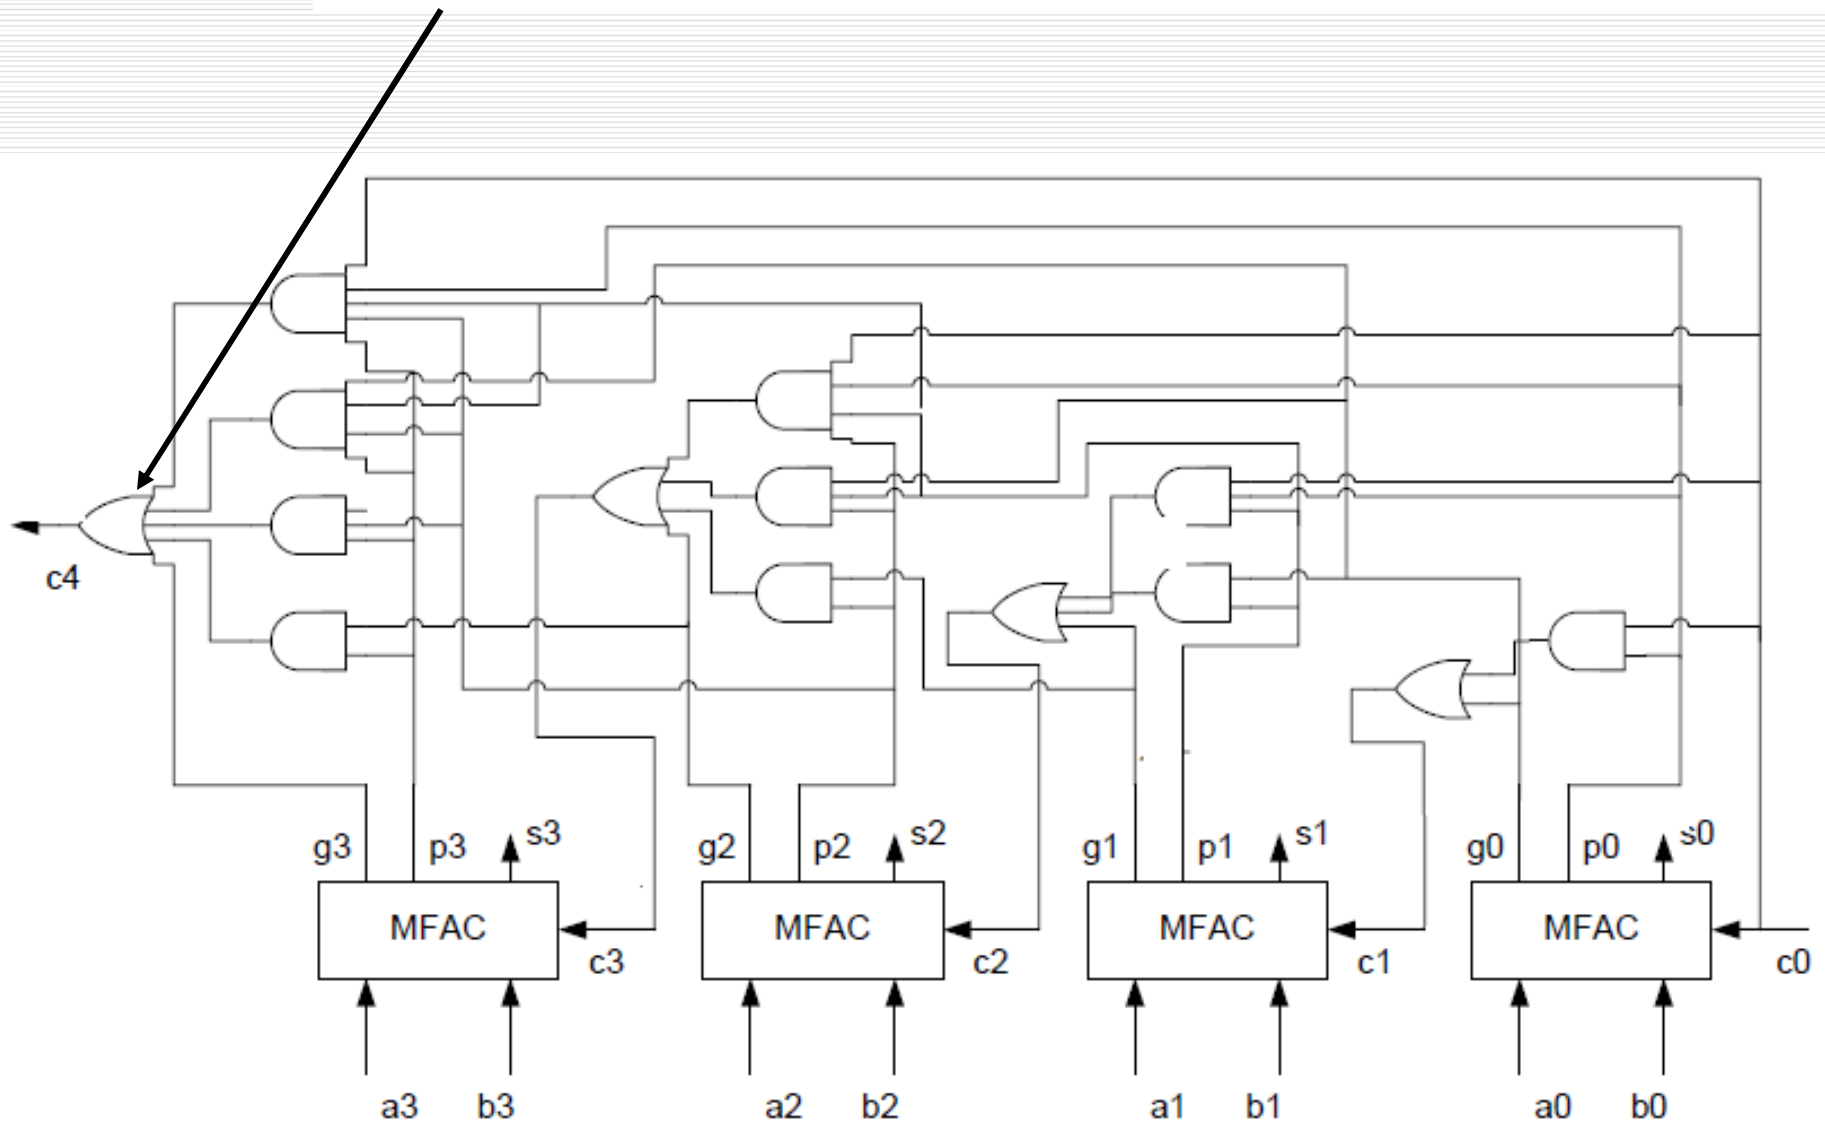 c4
g3 p3 s3 g2 p2 s2 g1 p1 s1 g0 p0 s0
MFAC MFAC MFAC MFAC
c3 c2 c1 c0
a3 b3 a2 b2 a1 b1 a0 b0